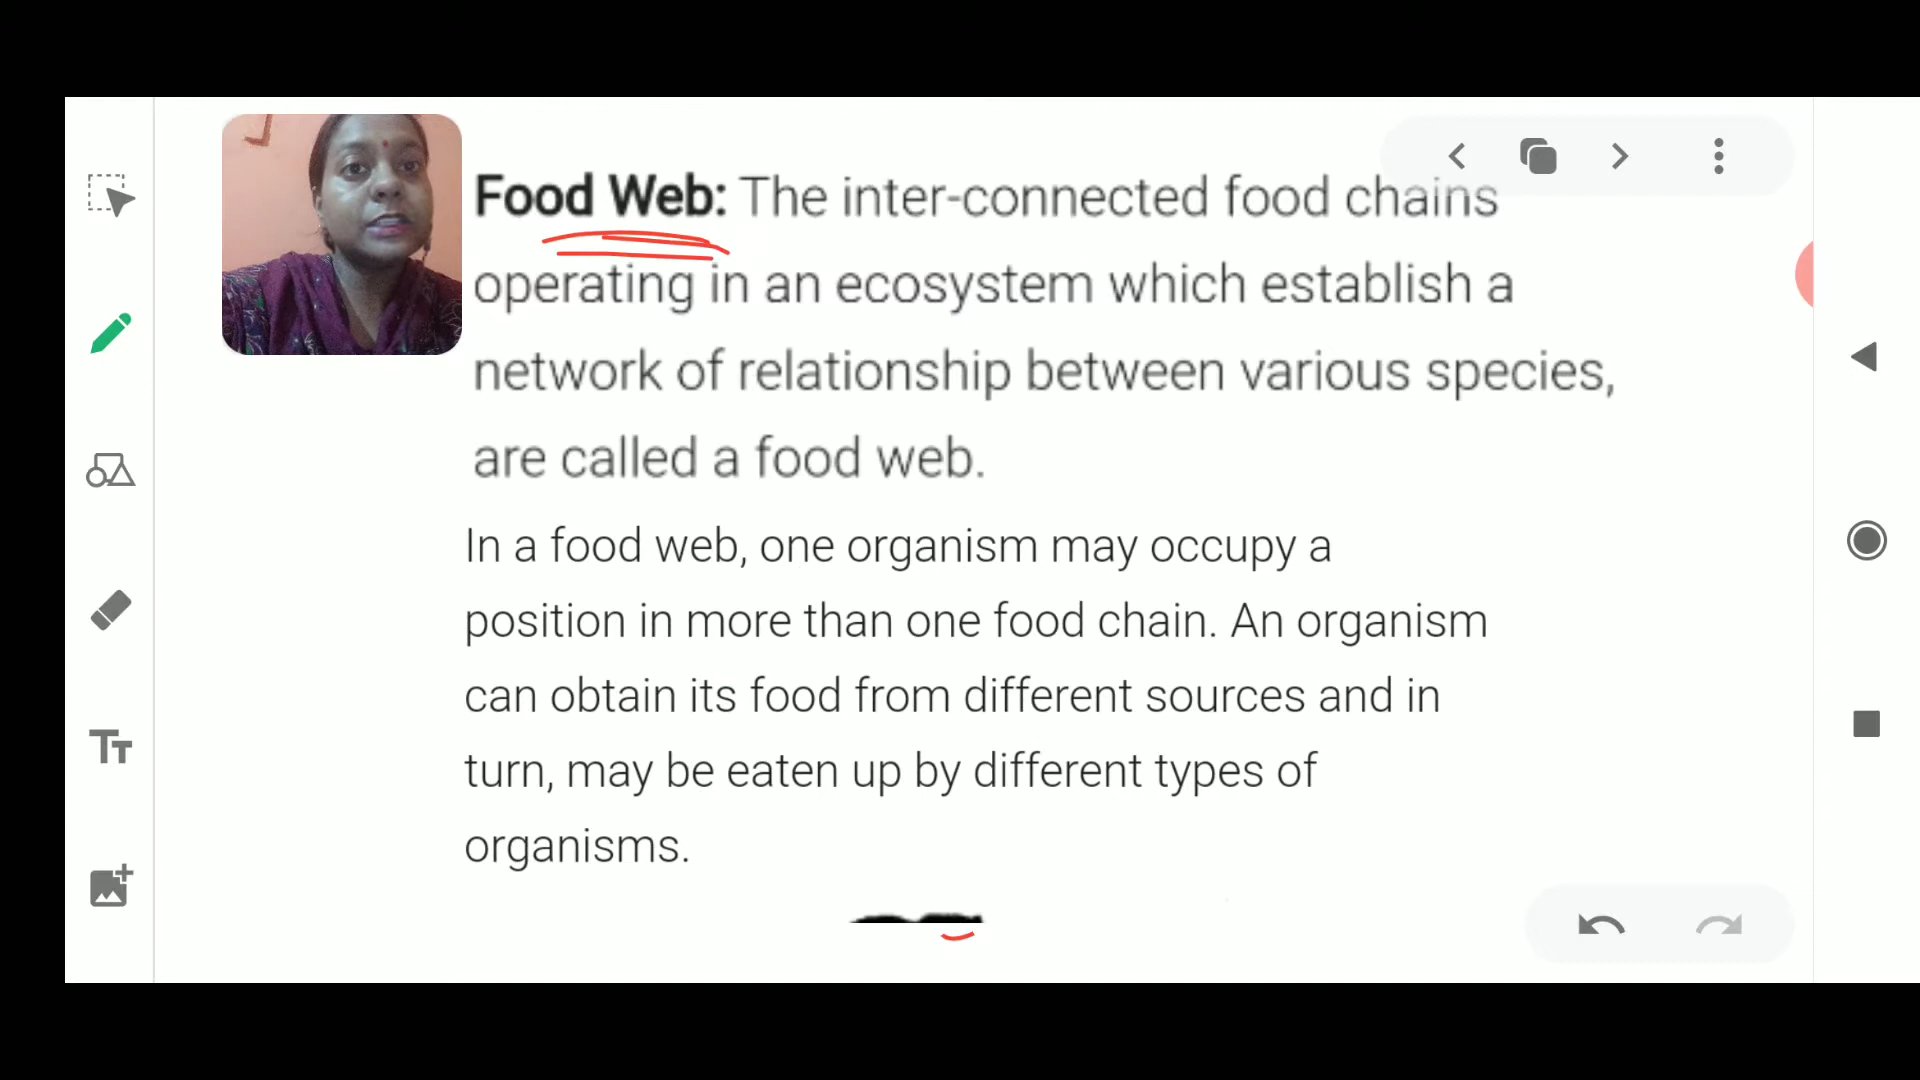 Food Web: The inter-connected food chains
operating in an ecosystem which establish a
network of relationship between various species,
are called a food web.
In a food web, one organism may occupy a
position in more than one food chain. An organism
can obtain its food from different sources and in
turn, may be eaten up by different types of
organisms.